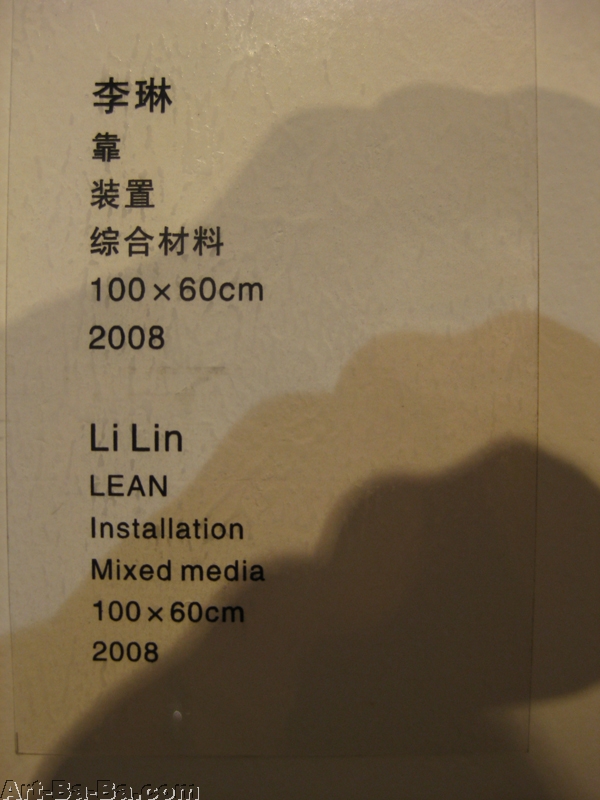 李琳
靠
装置
综合材料
100×60cm
2008
Li Lin
LEAN
Installation
Mixed media
100×60cm
2008
Art-Ba-Ba.com